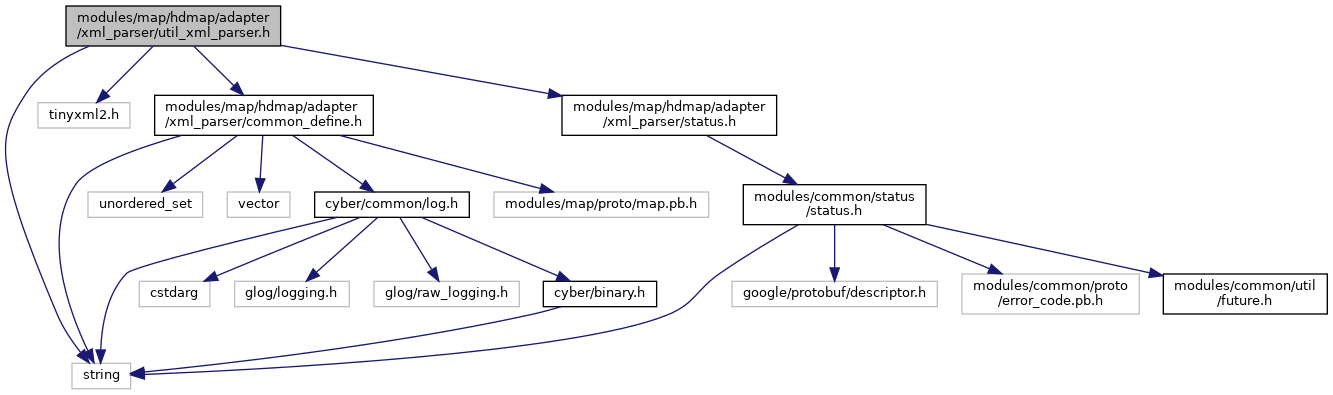 modules/map/hdmap/adapter
/xml_parser/util_xml_parser.h
tinyxml2.h
modules/map/hdmap/adapter
/xml_parser/common_define.h
modules/map/hdmap/adapter
/xml_parser/status.h
unordered_set
vector
cyber/common/log.h
modules/map/proto/map.pb.h
modules/common/status
/status.h
cstdarg
glog/logging.h
glog/raw_logging.h
cyber/binary.h
google/protobuf/descriptor.h
modules/common/proto
/error_code.pb.h
modules/common/util
/future.h
string